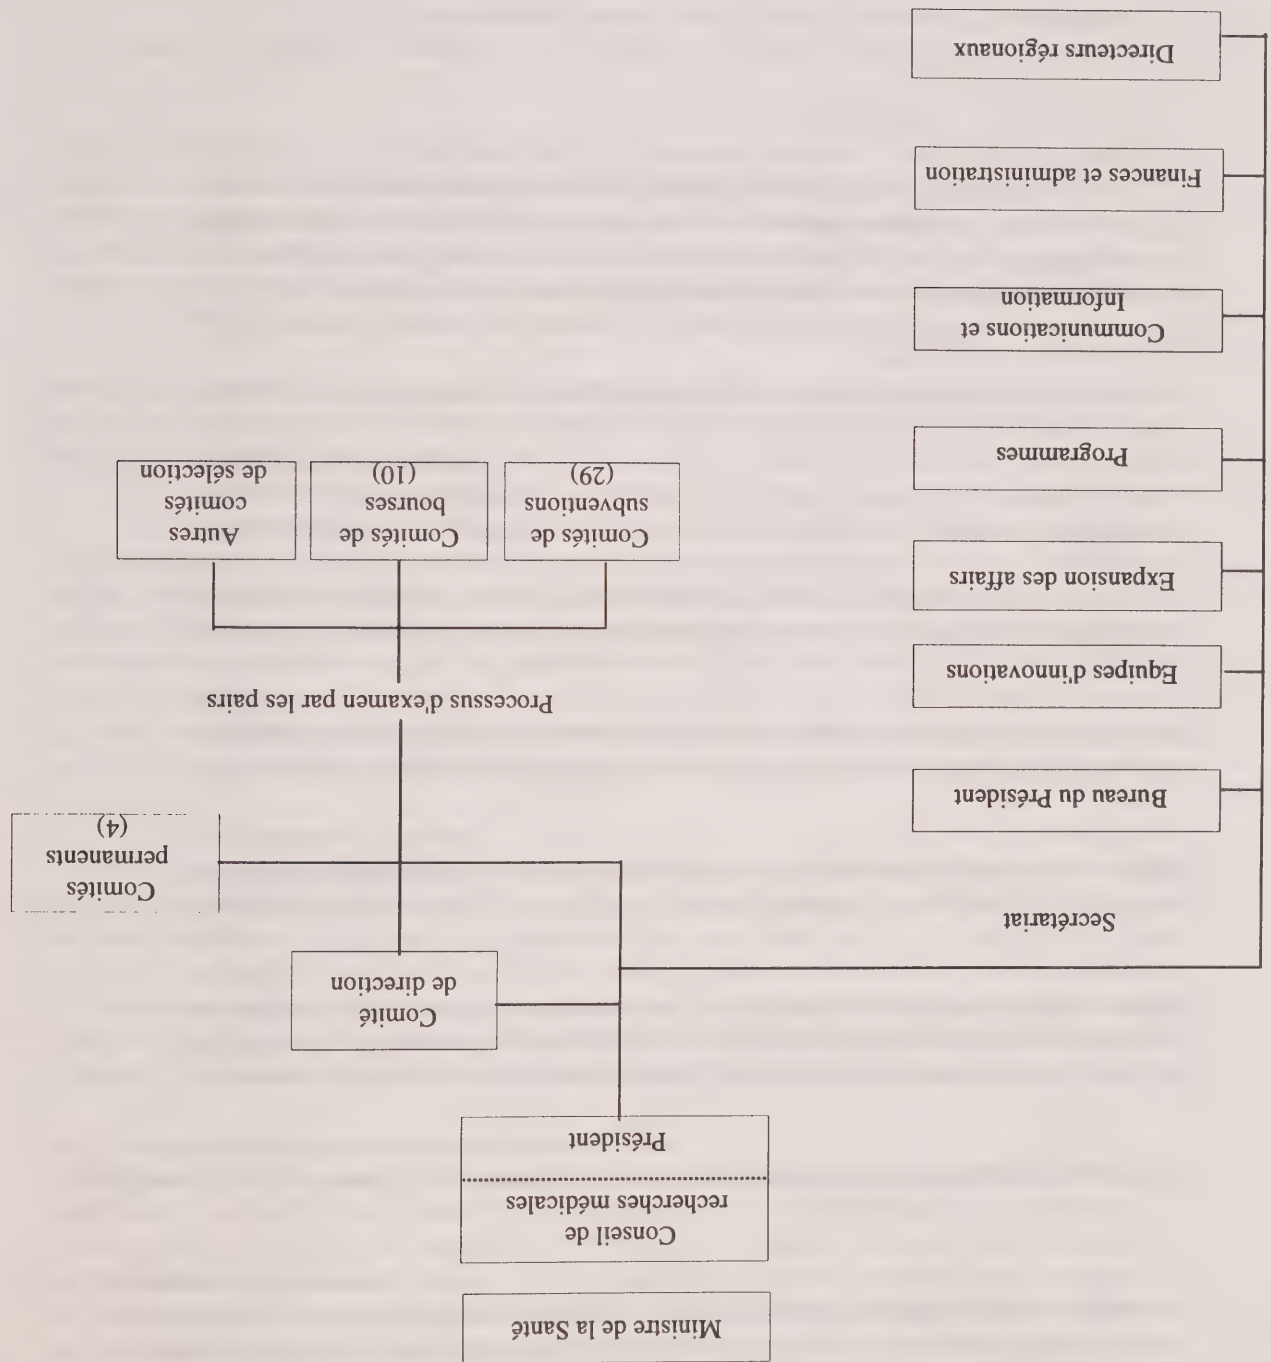 Ministre de la Santé
Conseil de
recherches médicales
Président
Comité
de direction
Secrétariat
Comités
permanents
(4)
Bureau du Président
Equipes d'innovations
Expansion des affairs
Programmes
Communications et
Information
Finances et administration
Directeurs régionaux
Processus d'examen par les pairs
Comités de
subventions
(29)
Comités de
bourses
(10)
Autres
comités
de sélection